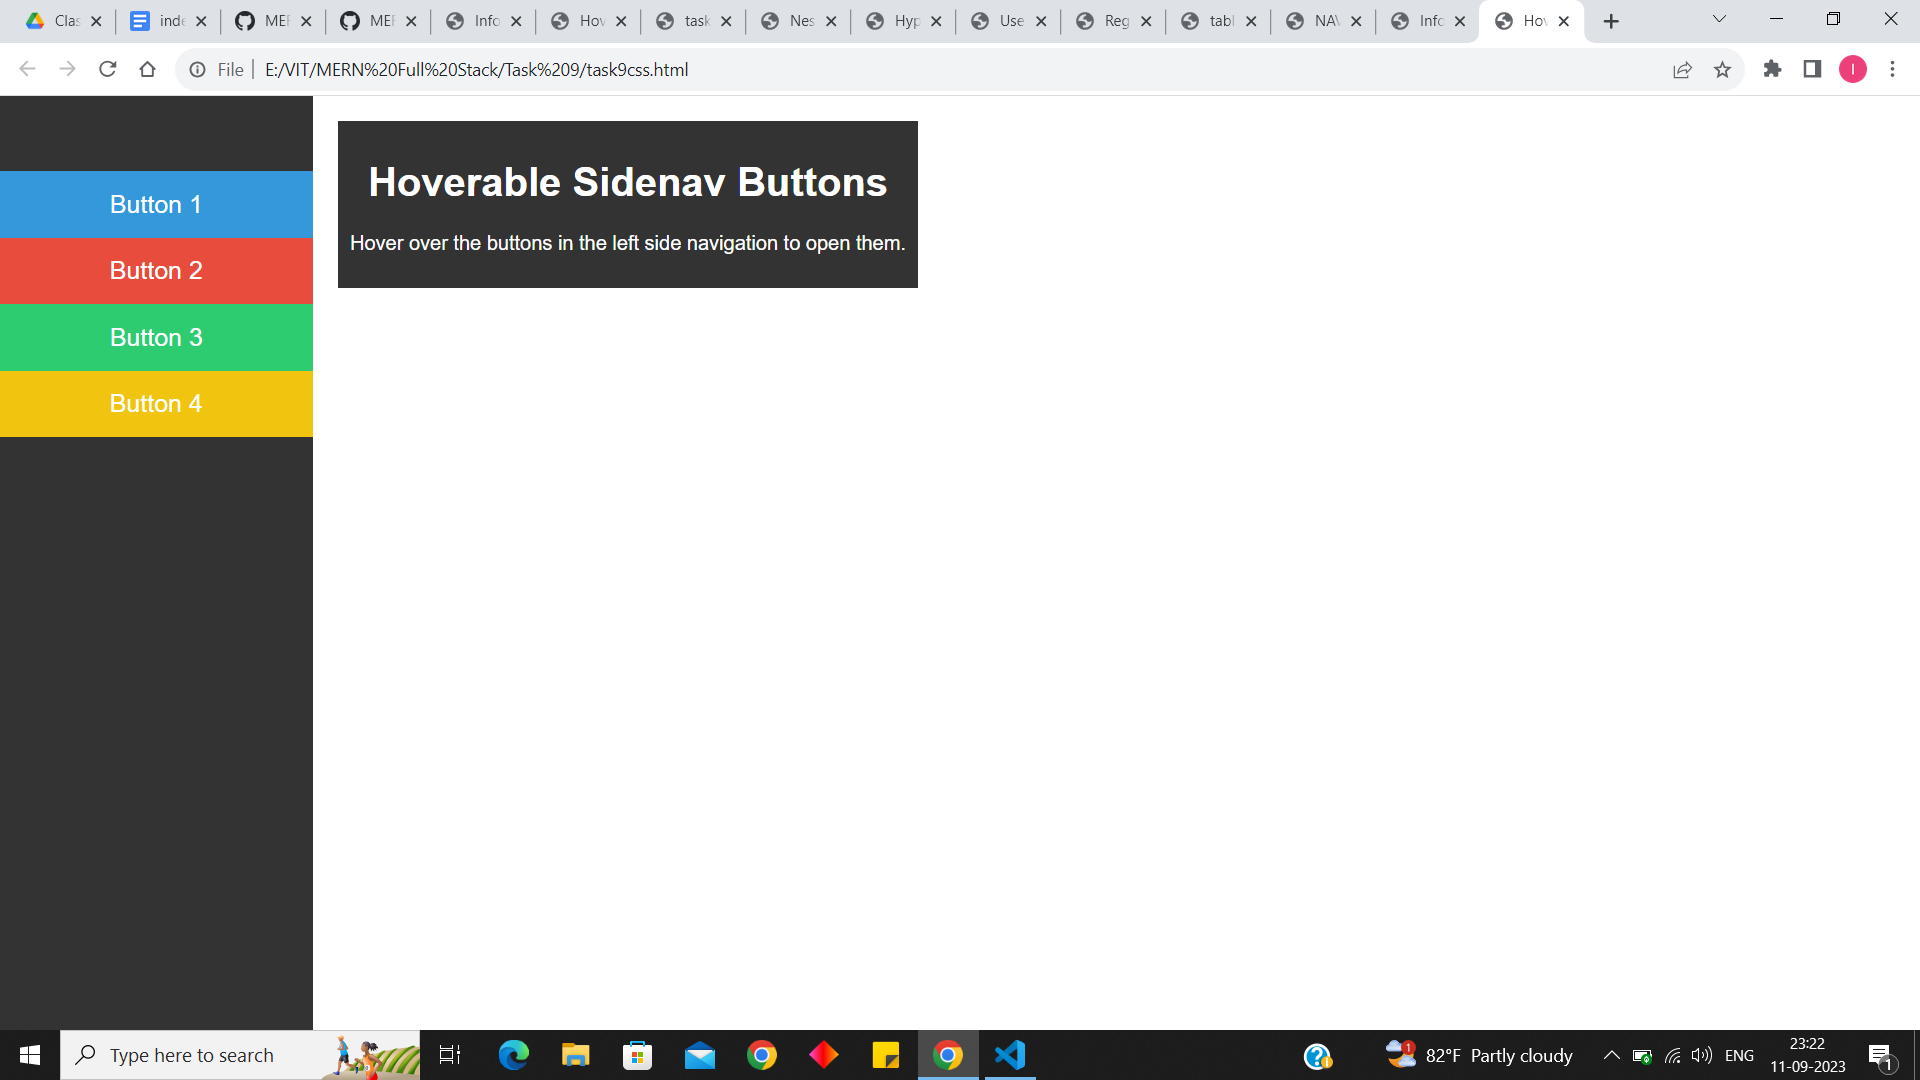 Clas
inde
MER
MER
Info
Hov
task
Nes
Hyp
Use
Reg
tabl
NAV
Info
Hov
File
E:/VIT/MERN%20Full%20Stack/Task%209/task9css.html
I
Button 1
Button 2
Button 3
Button 4
Hoverable Sidenav Buttons
Hover over the buttons in the left side navigation to open them.
Type here to search
1
82°F Partly cloudy
ENG
23:22
11-09-2023
1